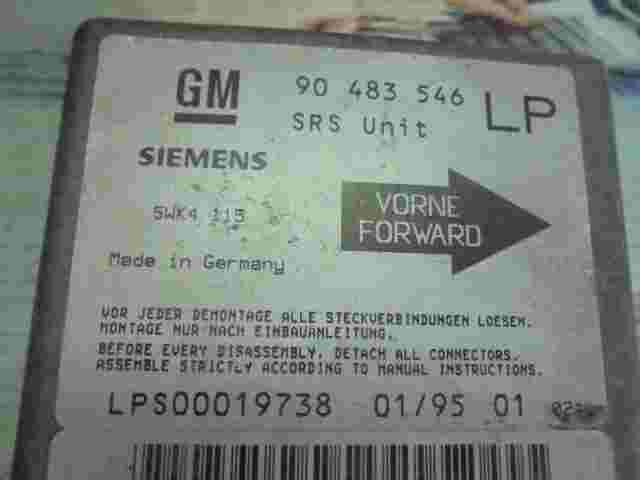 GM 90 483 546 LP
SRS Unit
SIEMENS
5WK4 115
VORNE
FORWARD
Made in Germany
VOR JEDER DEMONTAGE ALLE STECKVERBINDUNGEN LOESEN.
MONTAGE NUR NACH EINBAUANLEITUNG.
BEFORE EVERY DISASSEMBLY, DETACH ALL CONNECTORS.
ASSEMBLE STRICTLY ACCORDING TO MANUAL INSTRUCTIONS.
LPS00019738 01/95 01